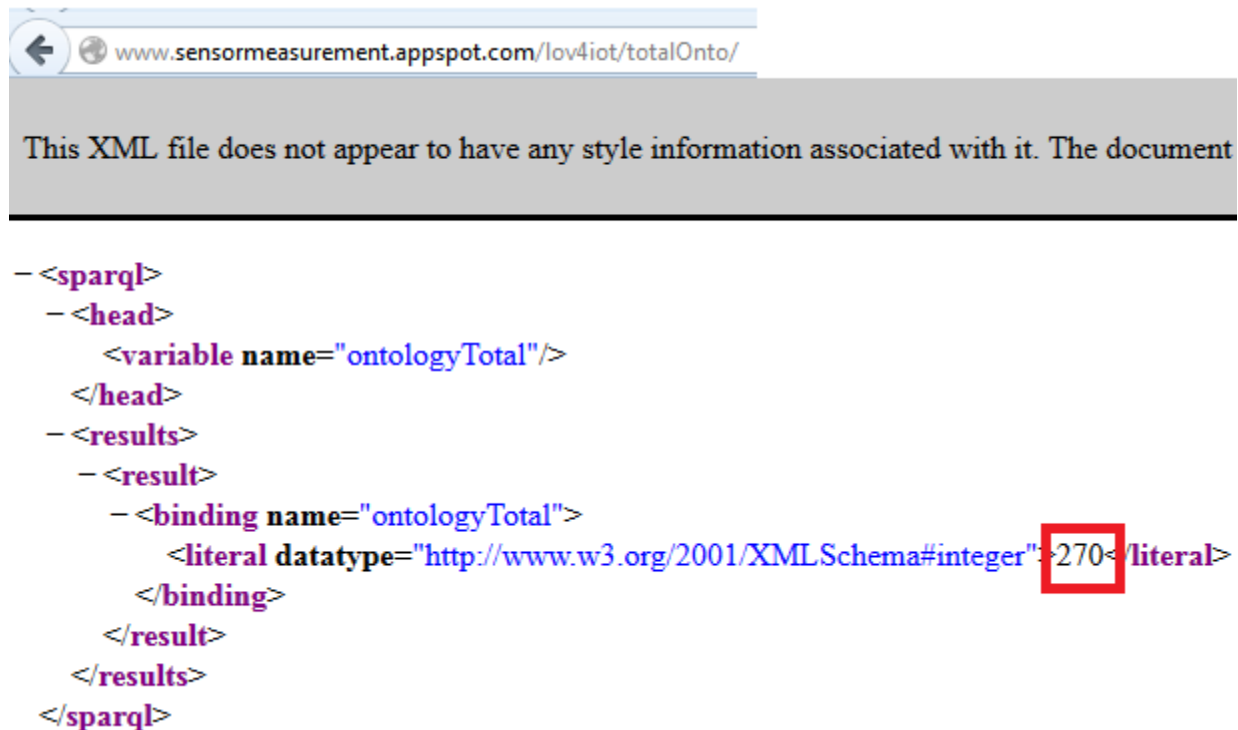 www.sensormeasurement.appspot.com/lov4iot/totalOnto/
This XML file does not appear to have any style information associated with it. The document
−<sparql>
−<head>
<variable name="ontologyTotal"/>
</head>
−<results>
−<result>
−<binding name="ontologyTotal">
<literal datatype="http://www.w3.org/2001/XMLSchema#integer">270</literal>
</binding>
</result>
</results>
</sparql>